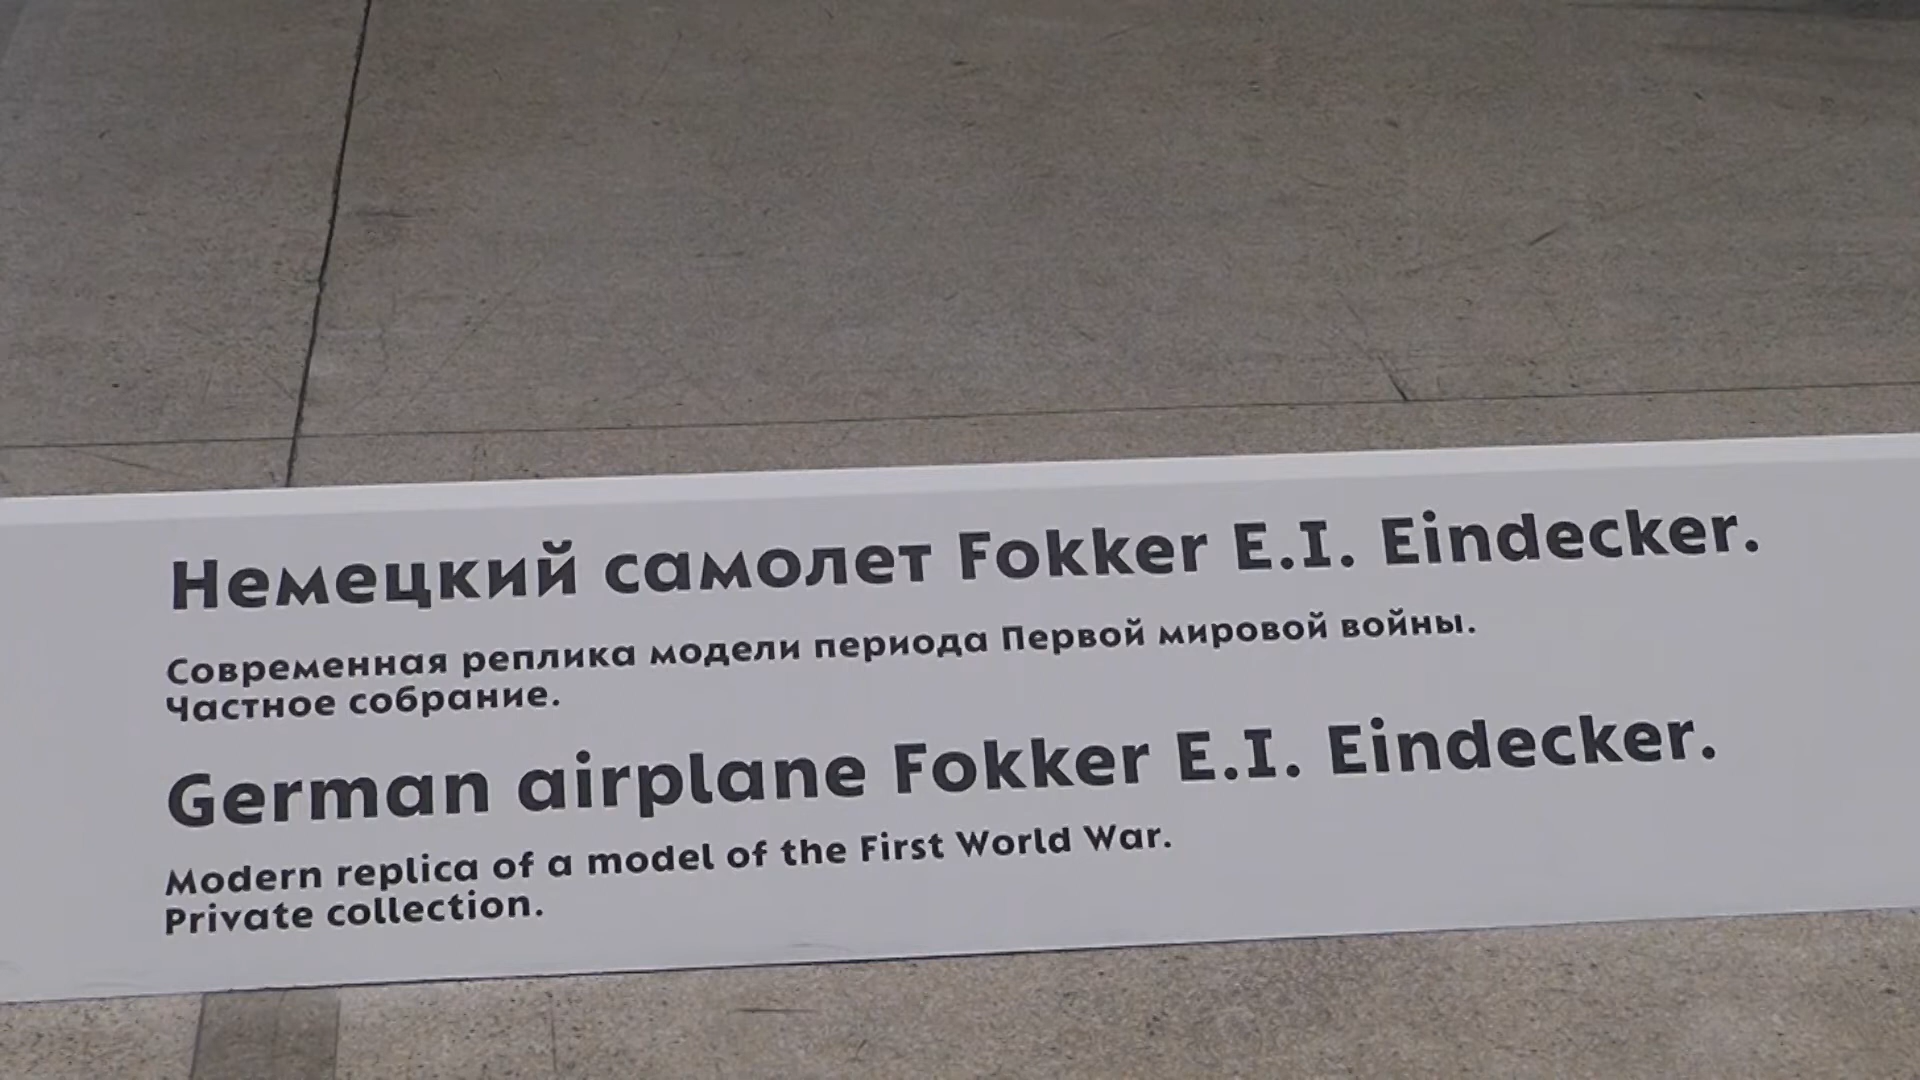 Немецкий самолет Fokker E.I. Eindecker.
Современная реплика модели периода Первой мировой войны.
Частное собрание.
German airplane Fokker E.I. Eindecker.
Modern replica of a model of the First World War.
Private collection.